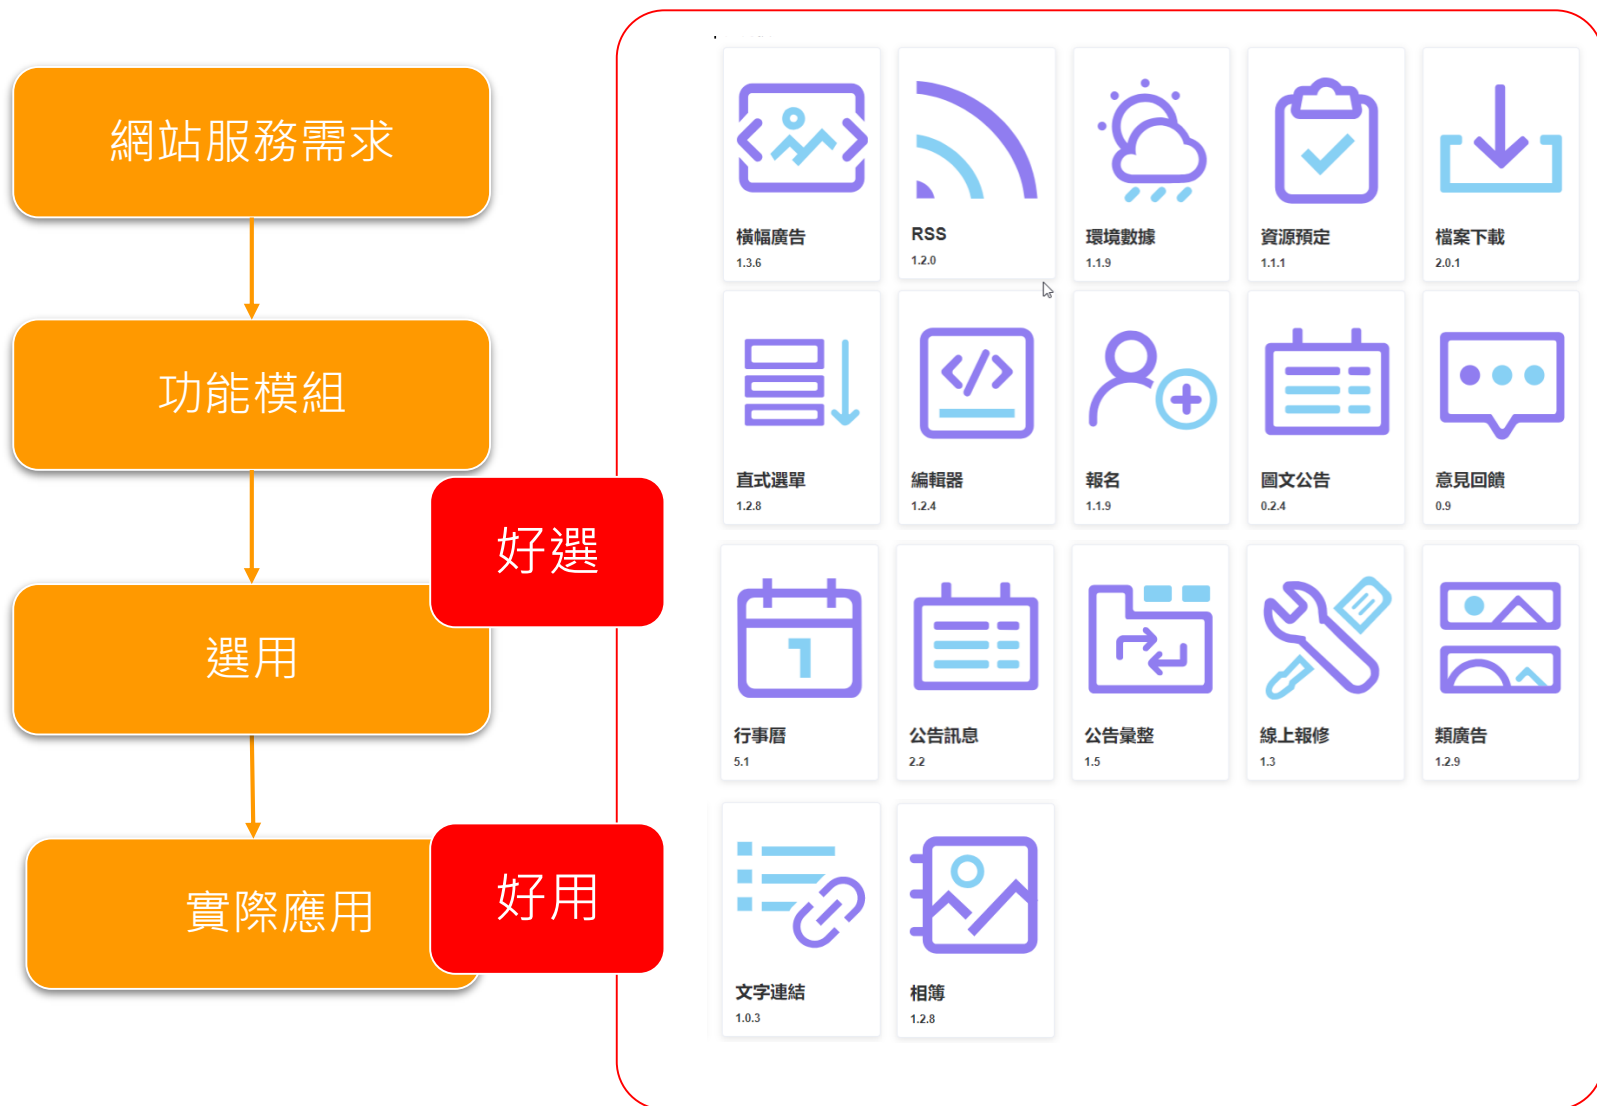 網站服務需求
功能模組
選用
實際應用
好選
好用
橫幅廣告
1.3.6
RSS
1.2.0
環境數據
1.1.9
資源預定
1.1.1
檔案下載
2.0.1
直式選單
1.2.8
編輯器
1.2.4
報名
1.1.9
圖文公告
0.2.4
意見回饋
0.9
行事曆
5.1
公告訊息
2.2
公告彙整
1.5
線上報修
1.3
類廣告
1.2.9
文字連結
1.0.3
相簿
1.2.8